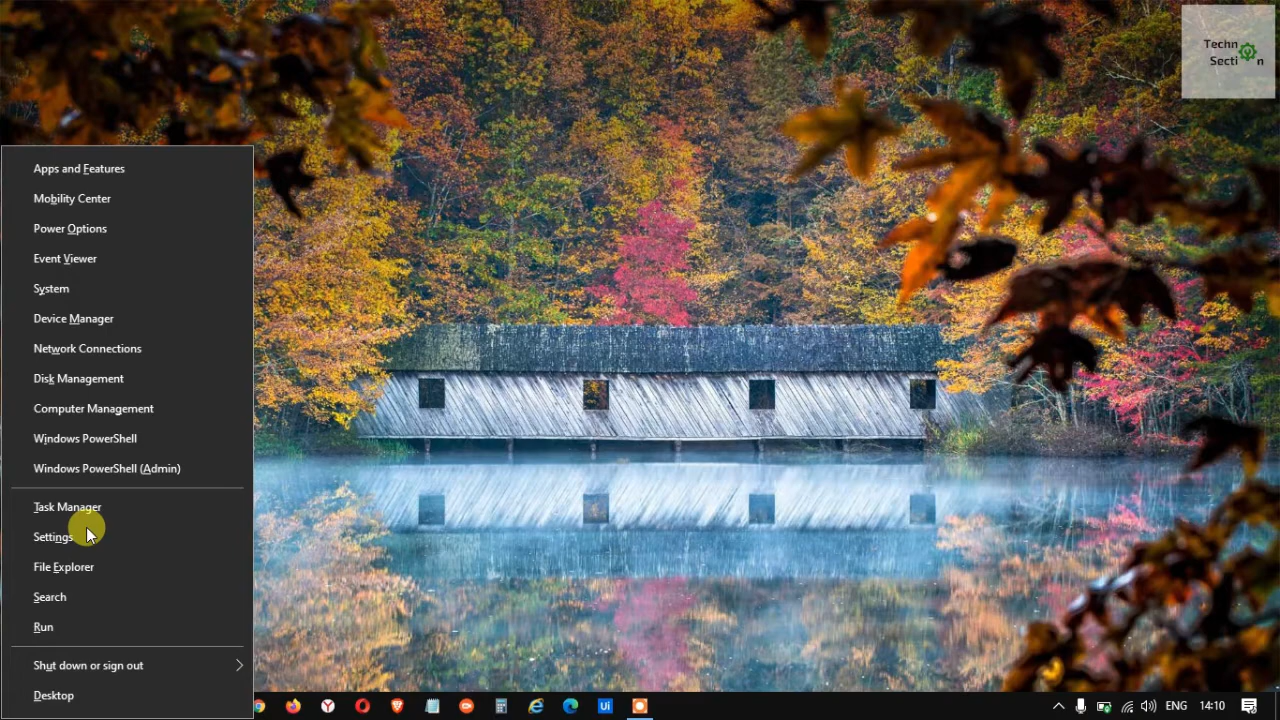 Techn
Secti n
Apps and Features
Mobility Center
Power Options
Event Viewer
System
Device Manager
Network Connections
Disk Management
Computer Management
Windows PowerShell
Windows PowerShell (Admin)
Task Manager
Settings
File Explorer
Search
Run
Shut down or sign out
Desktop
Ui
ENG
14:10